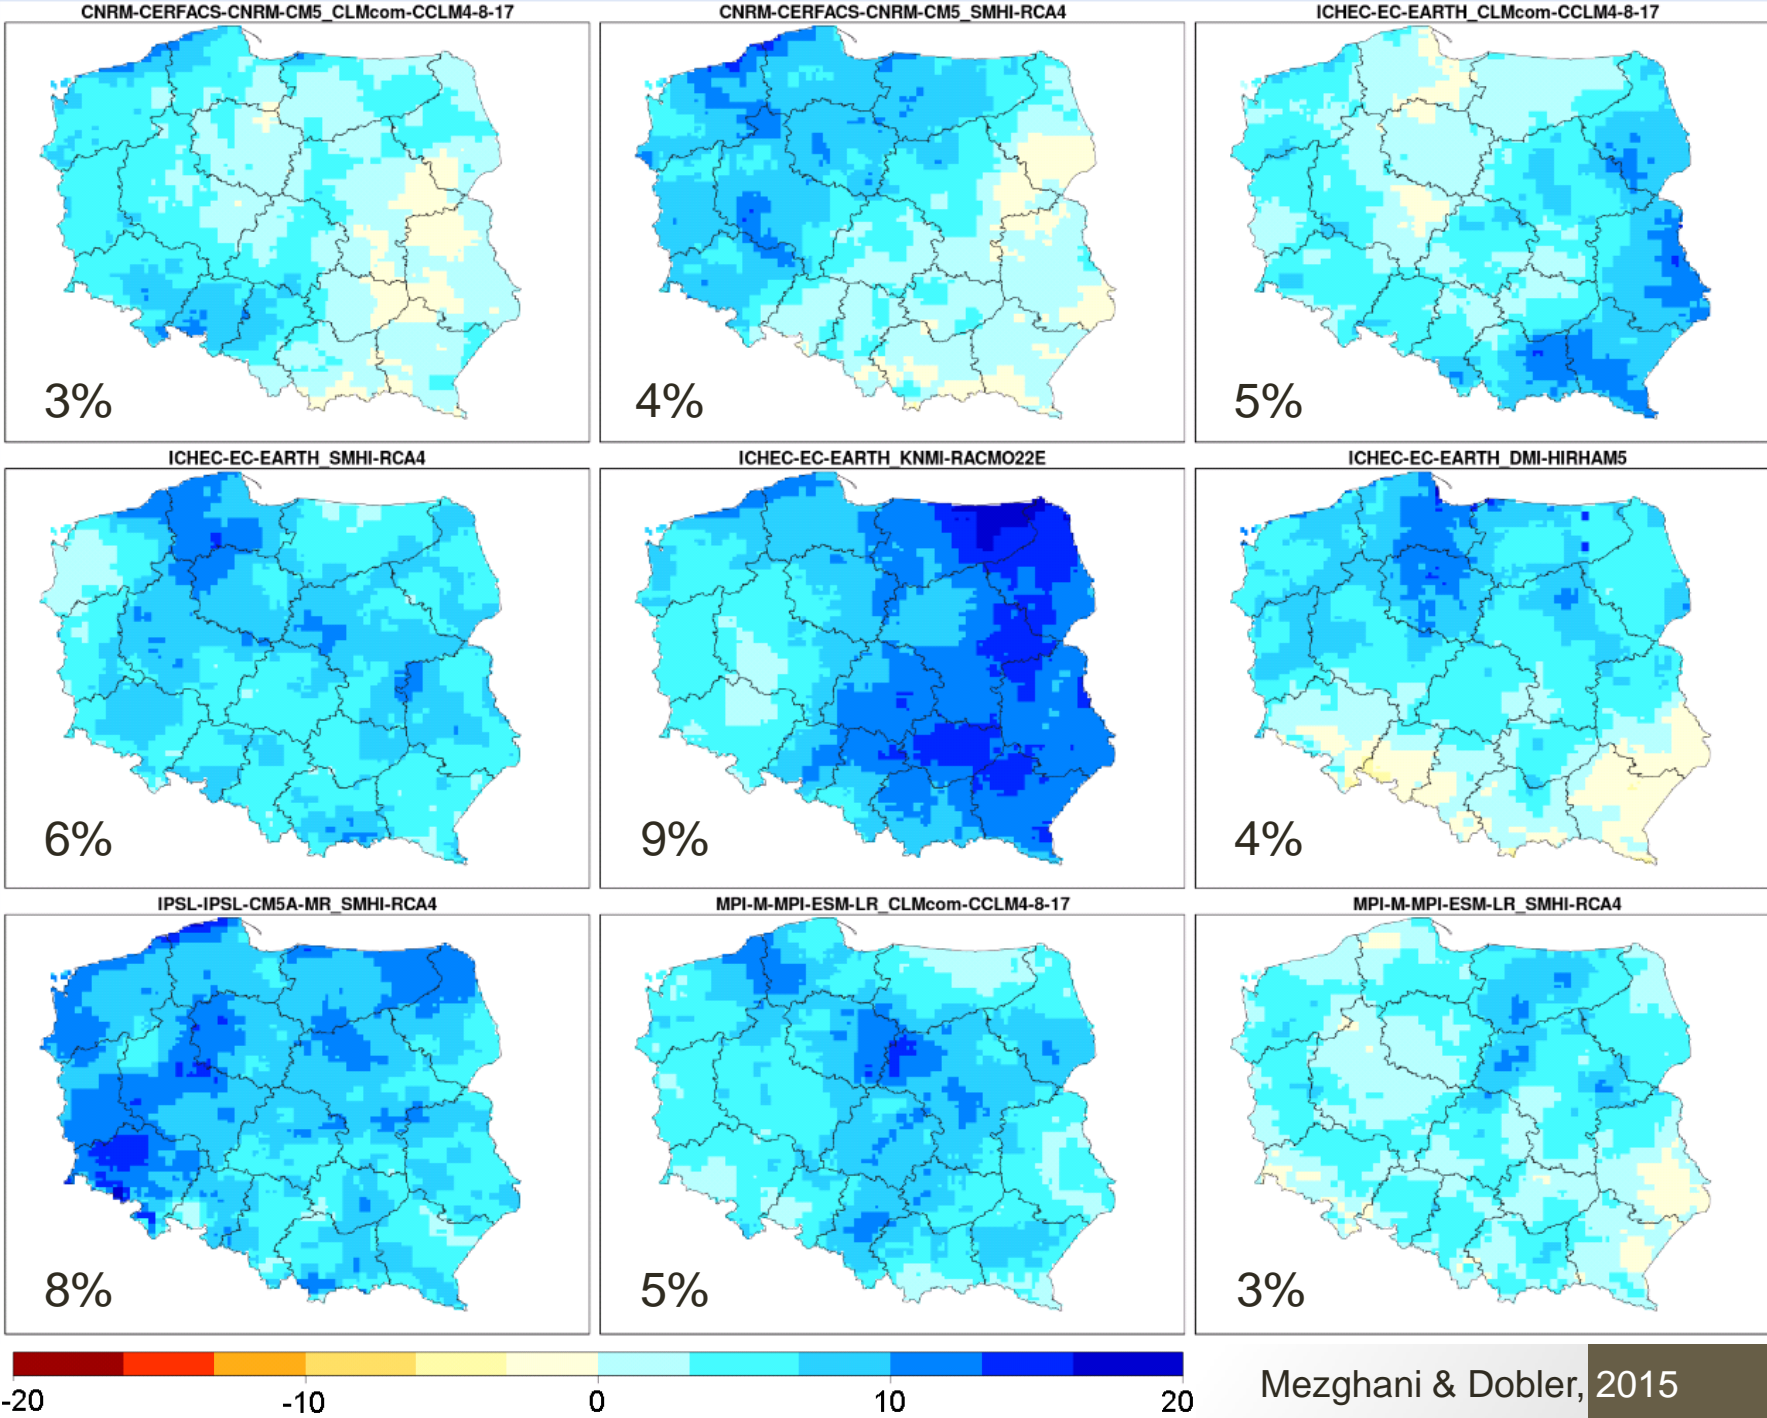 CNRM-CERFACS-CNRM-CM5_CLMcom-CCLM4-8-17
CNRM-CERFACS-CNRM-CM5_SMHI-RCA4
ICHEC-EC-EARTH_CLMcom-CCLM4-8-17
3%
4%
5%
ICHEC-EC-EARTH_SMHI-RCA4
ICHEC-EC-EARTH_KNMI-RACMO22E
ICHEC-EC-EARTH_DMI-HIRHAM5
6%
9%
4%
IPSL-IPSL-CM5A-MR_SMHI-RCA4
MPI-M-MPI-ESM-LR_CLMcom-CCLM4-8-17
MPI-M-MPI-ESM-LR_SMHI-RCA4
8%
5%
3%
-20 -10 0 10 20
Mezghani & Dobler, 2015